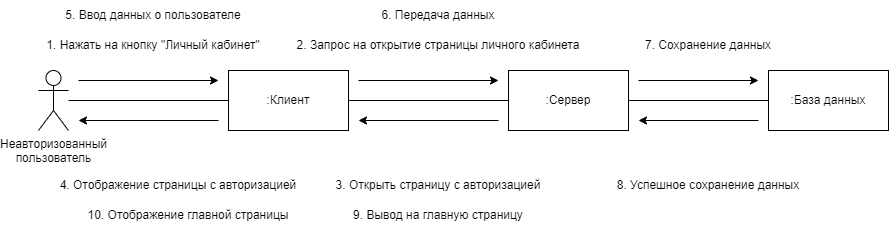 5. Ввод данных о пользователе
6. Передача данных
1. Нажать на кнопку "Личный кабинет"
2. Запрос на открытие страницы личного кабинета
7. Сохранение данных
:Клиент
:Сервер
:База данных
Неавторизованный
пользователь
4. Отображение страницы с авторизацией
3. Открыть страницу с авторизацией
8. Успешное сохранение данных
10. Отображение главной страницы
9. Вывод на главную страницу